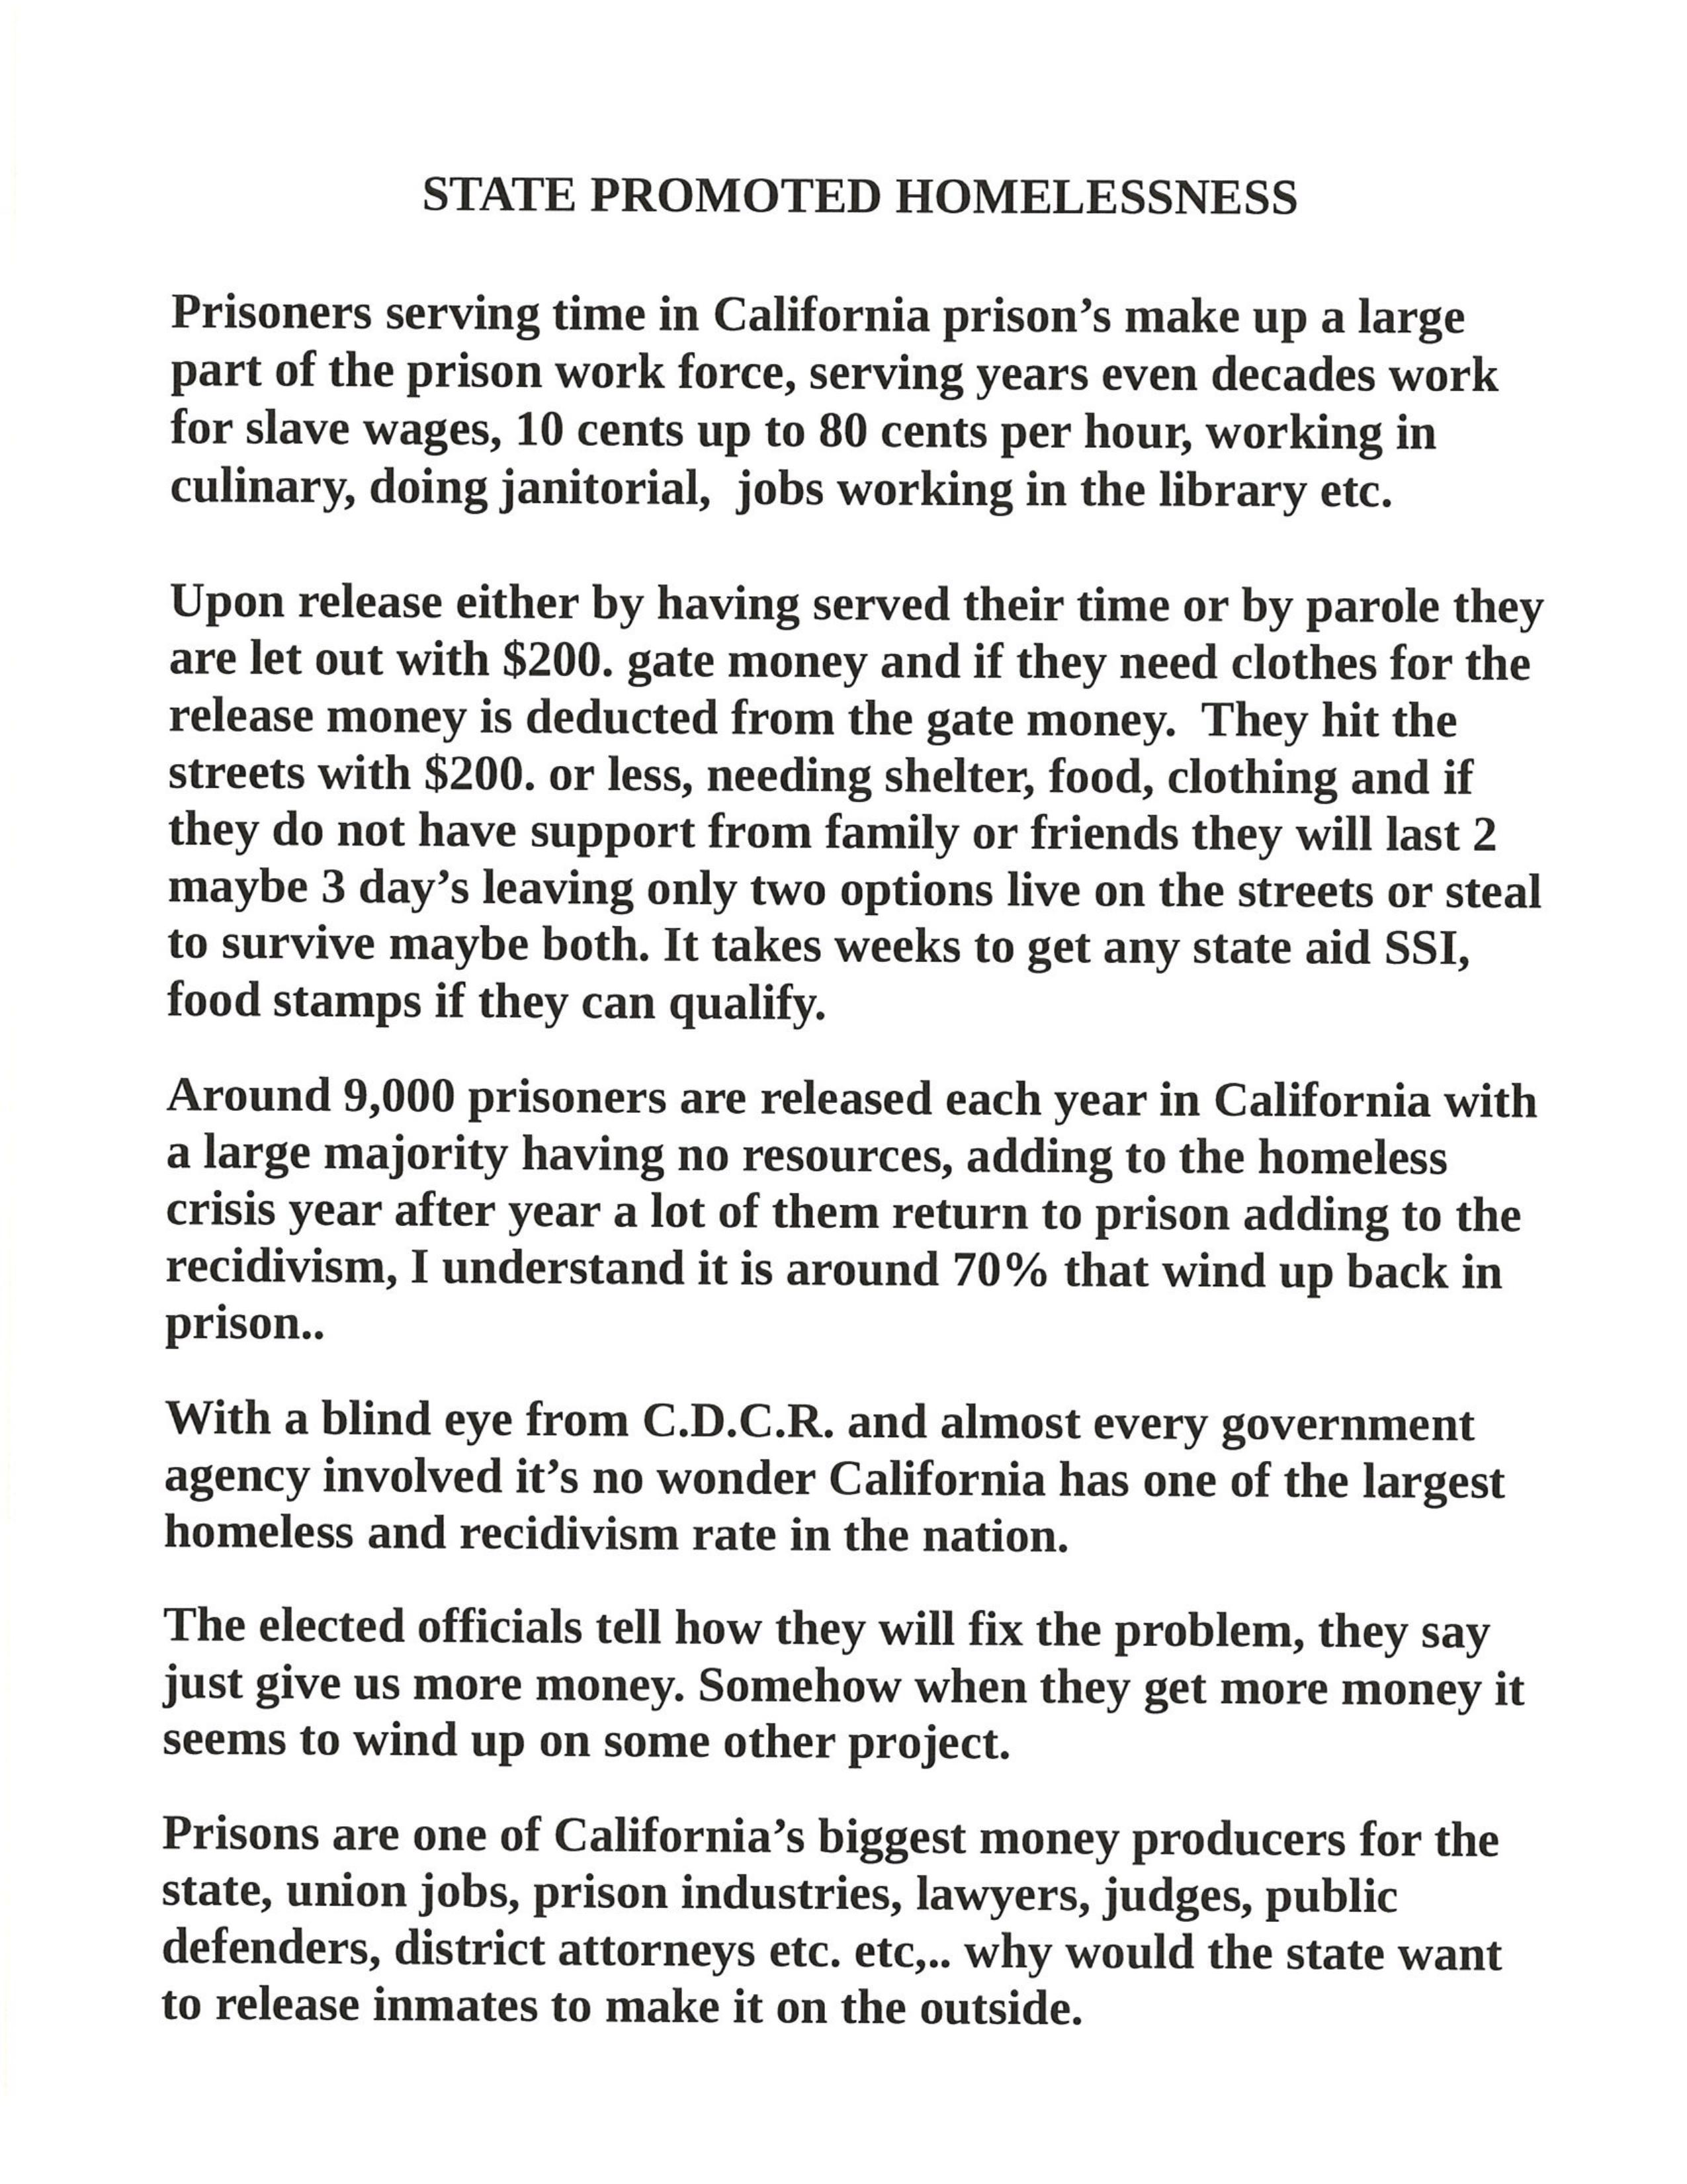 STATE PROMOTED HOMELESSNESS
Prisoners serving time in California prison’s make up a large
part of the prison work force, serving years even decades work
for slave wages, 10 cents up to 80 cents per hour, working in
culinary, doing janitorial,  jobs working in the library etc.
Upon release either by having served their time or by parole they
are let out with $200. gate money and if they need clothes for the
release money is deducted from the gate money.  They hit the
streets with $200. or less, needing shelter, food, clothing and if
they do not have support from family or friends they will last 2
maybe 3 day’s leaving only two options live on the streets or steal
to survive maybe both. It takes weeks to get any state aid SSI,
food stamps if they can qualify.
Around 9,000 prisoners are released each year in California with
a large majority having no resources, adding to the homeless
crisis year after year a lot of them return to prison adding to the
recidivism, I understand it is around 70% that wind up back in
prison..
With a blind eye from C.D.C.R. and almost every government
agency involved it’s no wonder California has one of the largest
homeless and recidivism rate in the nation.
The elected officials tell how they will fix the problem, they say
just give us more money. Somehow when they get more money it
seems to wind up on some other project.
Prisons are one of California’s biggest money producers for the
state, union jobs, prison industries, lawyers, judges, public
defenders, district attorneys etc. etc,.. why would the state want
to release inmates to make it on the outside.